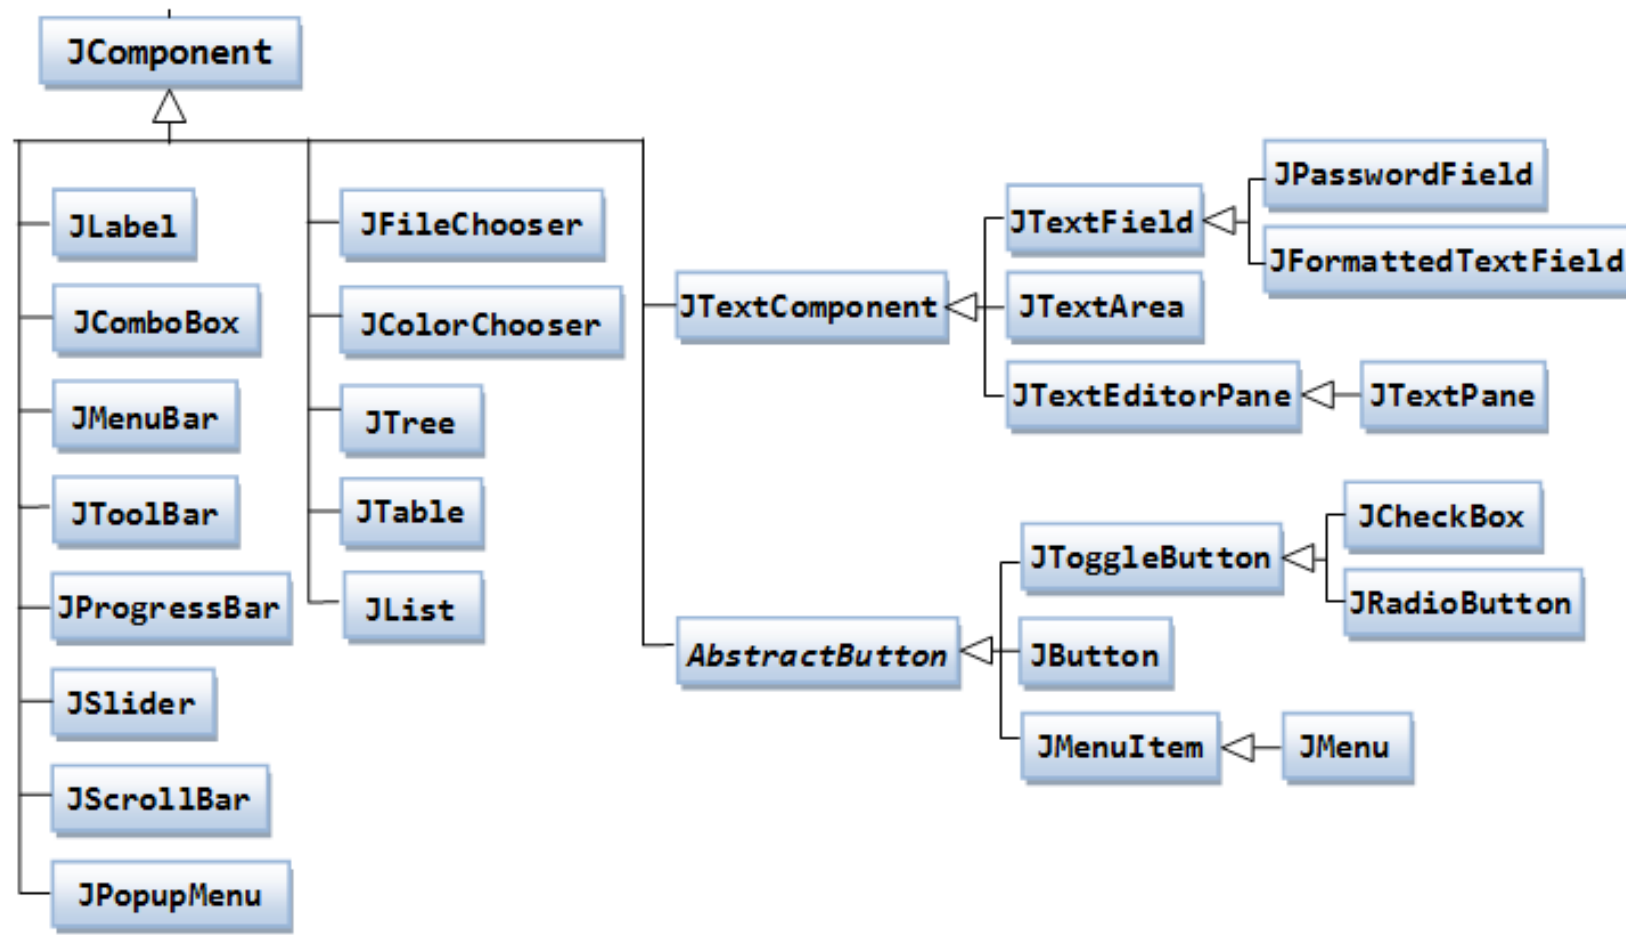 JComponent
JLabel
JComboBox
JMenuBar
JToolBar
JProgressBar
JSlider
JScrollBar
JPopupMenu
JFileChooser
JColorChooser
JTree
JTable
JList
JTextComponent
JTextField
JPasswordField
JFormattedTextField
JTextArea
JTextEditorPane
JTextPane
AbstractButton
JToggleButton
JCheckBox
JRadioButton
JButton
JMenuItem
JMenu